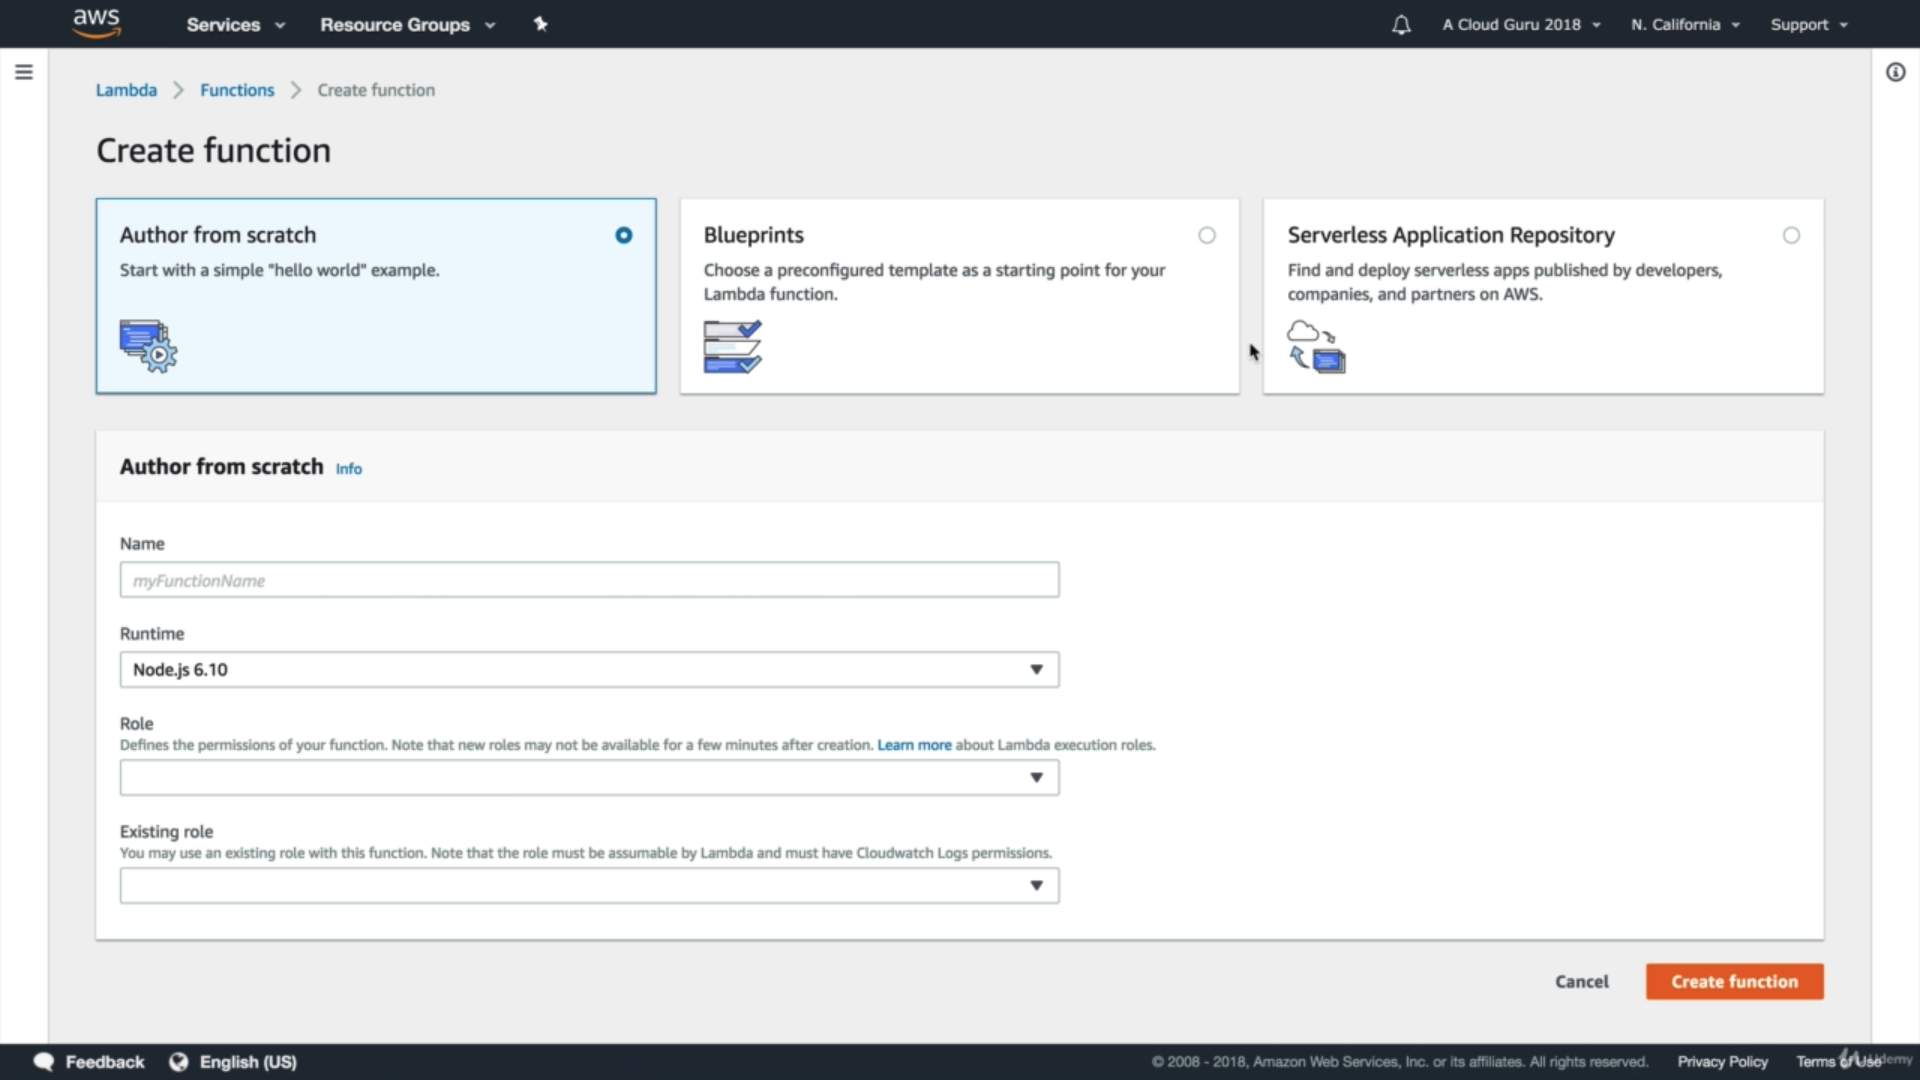 aws Services Resource Groups A Cloud Guru 2018 N. California Support
Lambda Functions Create function
Create function
Author from scratch
Start with a simple "hello world" example.
Blueprints
Choose a preconfigured template as a starting point for your
Lambda function.
Serverless Application Repository
Find and deploy serverless apps published by developers,
companies, and partners on AWS.
Author from scratch Info
Name
myFunctionName
Runtime
Node.js 6.10
Role
Defines the permissions of your function. Note that new roles may not be available for a few minutes after creation. Learn more about Lambda execution roles.
Existing role
You may use an existing role with this function. Note that the role must be assumable by Lambda and must have Cloudwatch Logs permissions.
Cancel Create function
Feedback English (US) © 2008 - 2018, Amazon Web Services, Inc. or its affiliates. All rights reserved. Privacy Policy Terms of Use